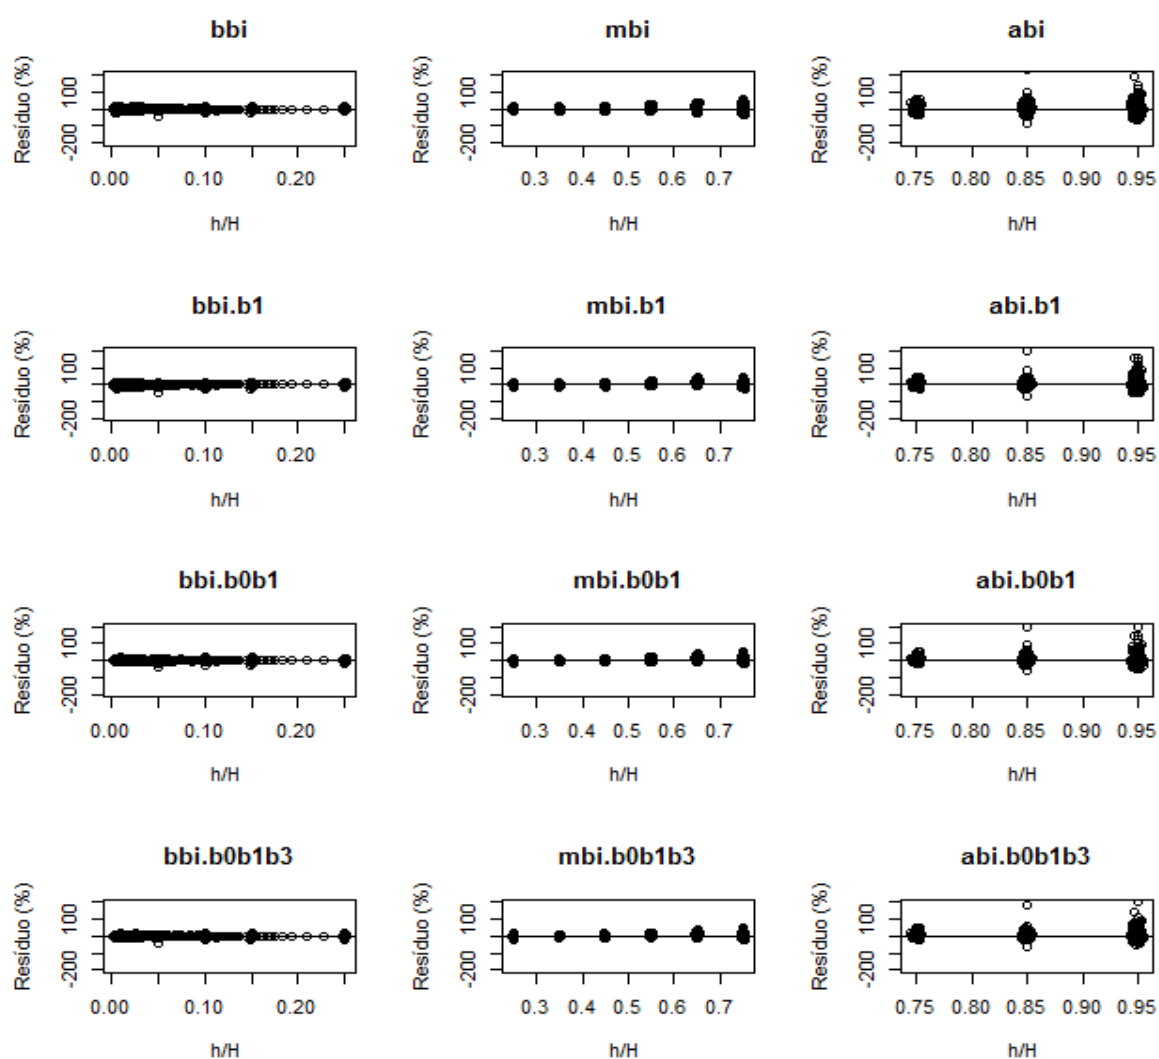 bbi mbi abi
Resíduo (%) Resíduo (%) Resíduo (%)
100 100 100
-200 -200 -200
0.00 0.10 0.20 0.3 0.4 0.5 0.6 0.7 0.75 0.80 0.85 0.90 0.95
h/H h/H h/H
bbi.b1 mbi.b1 abi.b1
Resíduo (%) Resíduo (%) Resíduo (%)
100 100 100
-200 -200 -200
0.00 0.10 0.20 0.3 0.4 0.5 0.6 0.7 0.75 0.80 0.85 0.90 0.95
h/H h/H h/H
bbi.b0b1 mbi.b0b1 abi.b0b1
Resíduo (%) Resíduo (%) Resíduo (%)
100 100 100
-200 -200 -200
0.00 0.10 0.20 0.3 0.4 0.5 0.6 0.7 0.75 0.80 0.85 0.90 0.95
h/H h/H h/H
bbi.b0b1b3 mbi.b0b1b3 abi.b0b1b3
Resíduo (%) Resíduo (%) Resíduo (%)
100 100 100
-200 -200 -200
0.00 0.10 0.20 0.3 0.4 0.5 0.6 0.7 0.75 0.80 0.85 0.90 0.95
h/H h/H h/H